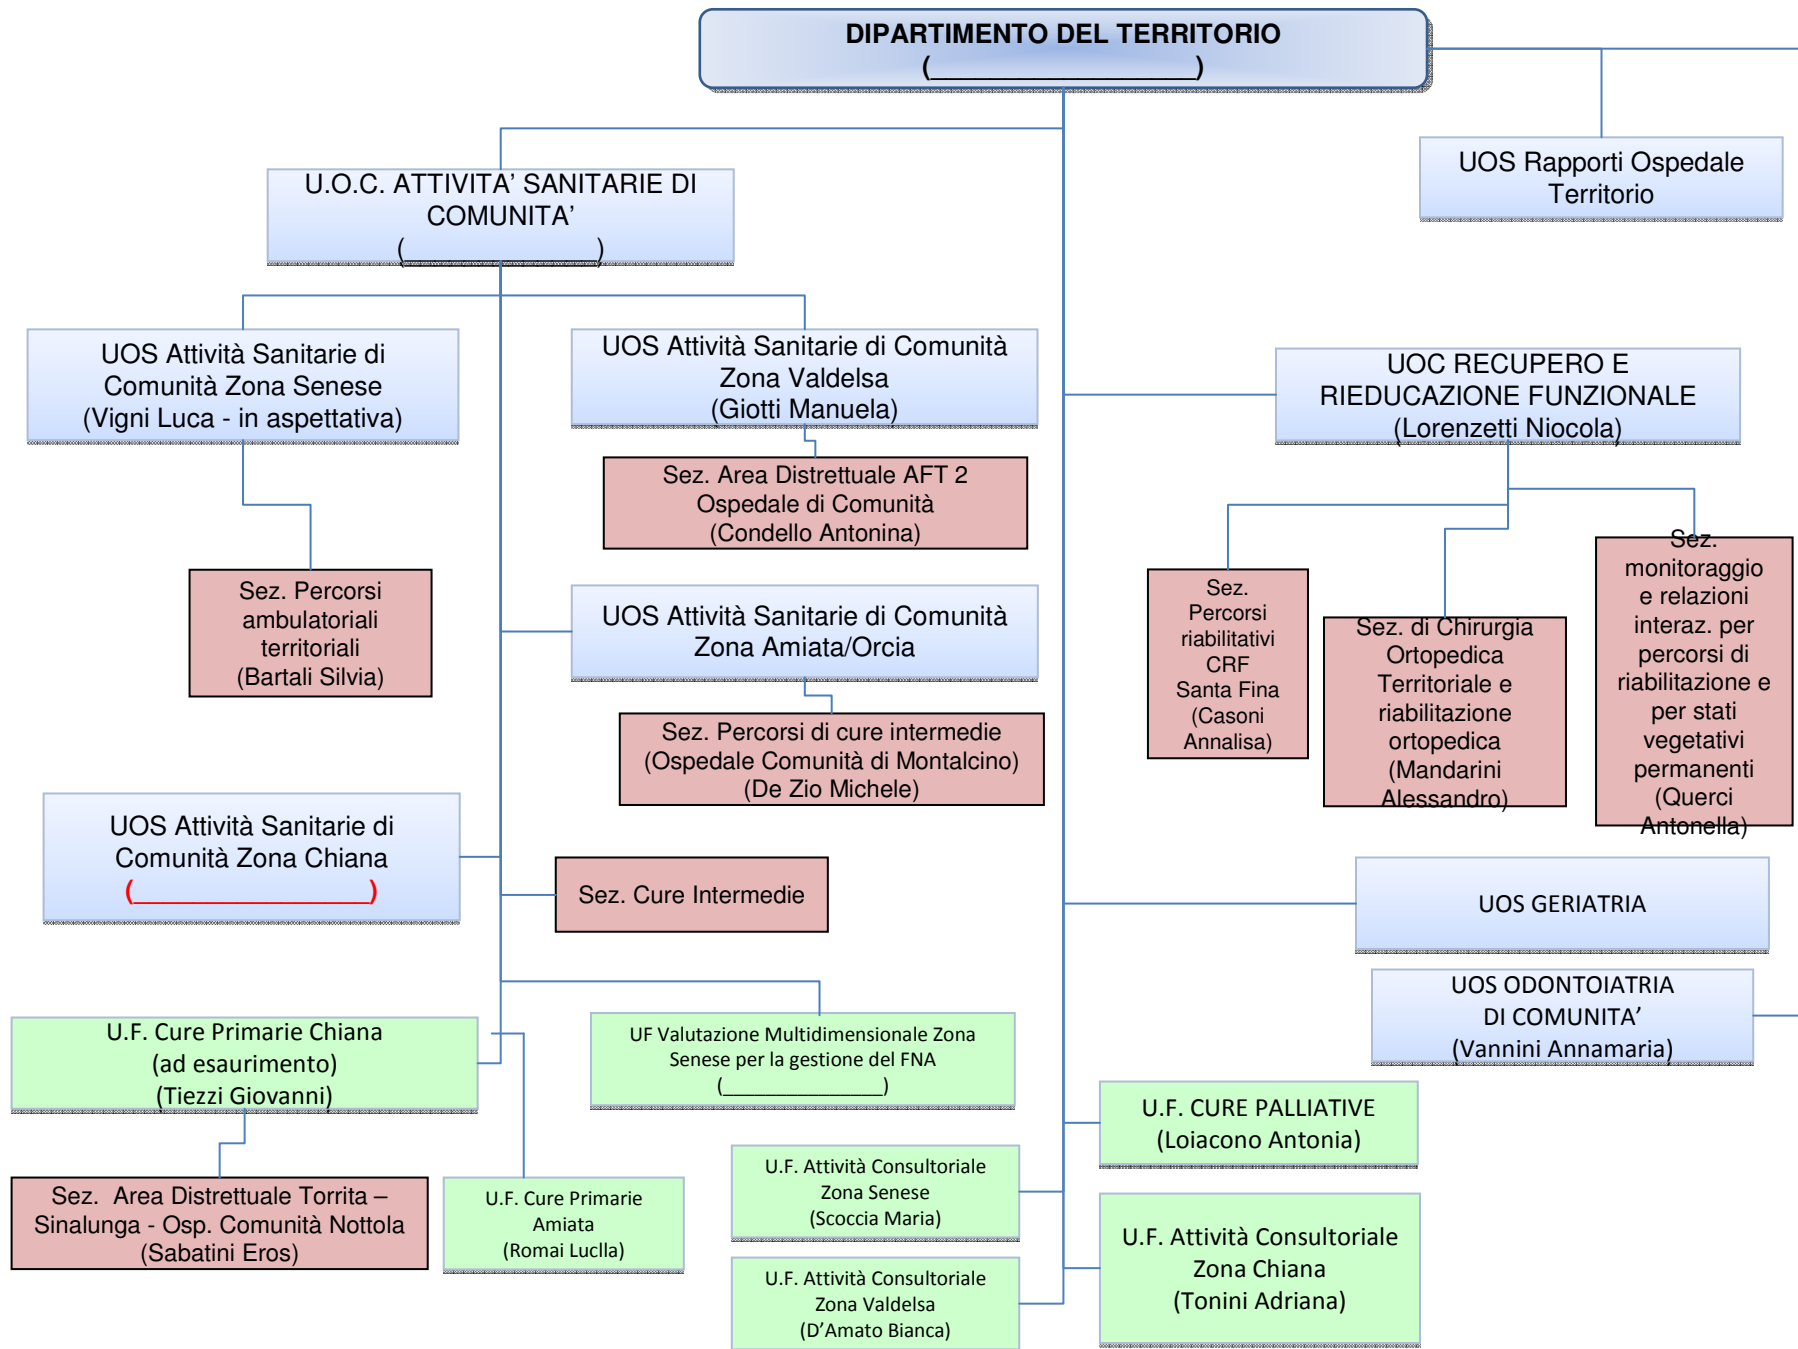 DIPARTIMENTO DEL TERRITORIO
(__________________)
UOS Rapporti Ospedale
Territorio
U.O.C. ATTIVITA' SANITARIE DI
COMUNITA'
(______________)
UOS Attività Sanitarie di
Comunità Zona Senese
(Vigni Luca - in aspettativa)
UOS Attività Sanitarie di Comunità
Zona Valdelsa
(Giotti Manuela)
UOC RECUPERO E
RIEDUCAZIONE FUNZIONALE
(Lorenzetti Niocola)
Sez. Area Distrettuale AFT 2
Ospedale di Comunità
(Condello Antonina)
Sez. Percorsi
ambulatoriali
territoriali
(Bartali Silvia)
UOS Attività Sanitarie di Comunità
Zona Amiata/Orcia
Sez.
Percorsi
riabilitativi
CRF
Santa Fina
(Casoni
Annalisa)
Sez. di Chirurgia
Ortopedica
Territoriale e
riabilitazione
ortopedica
(Mandarini
Alessandro)
Sez.
monitoraggio
e relazioni
interaz. per
percorsi di
riabilitazione e
per stati
vegetativi
permanenti
(Querci
Antonella)
Sez. Percorsi di cure intermedie
(Ospedale Comunità di Montalcino)
(De Zio Michele)
UOS Attività Sanitarie di
Comunità Zona Chiana
(________________)
Sez. Cure Intermedie
UOS GERIATRIA
UOS ODONTOIATRIA
DI COMUNITA'
(Vannini Annamaria)
U.F. Cure Primarie Chiana
(ad esaurimento)
(Tiezzi Giovanni)
UF Valutazione Multidimensionale Zona
Senese per la gestione del FNA
(________________)
U.F. CURE PALLIATIVE
(Loiacono Antonia)
Sez.  Area Distrettuale Torrita –
Sinalunga - Osp. Comunità Nottola
(Sabatini Eros)
U.F. Cure Primarie
Amiata
(Romai Luclla)
U.F. Attività Consultoriale
Zona Senese
(Scoccia Maria)
U.F. Attività Consultoriale
Zona Chiana
(Tonini Adriana)
U.F. Attività Consultoriale
Zona Valdelsa
(D'Amato Bianca)